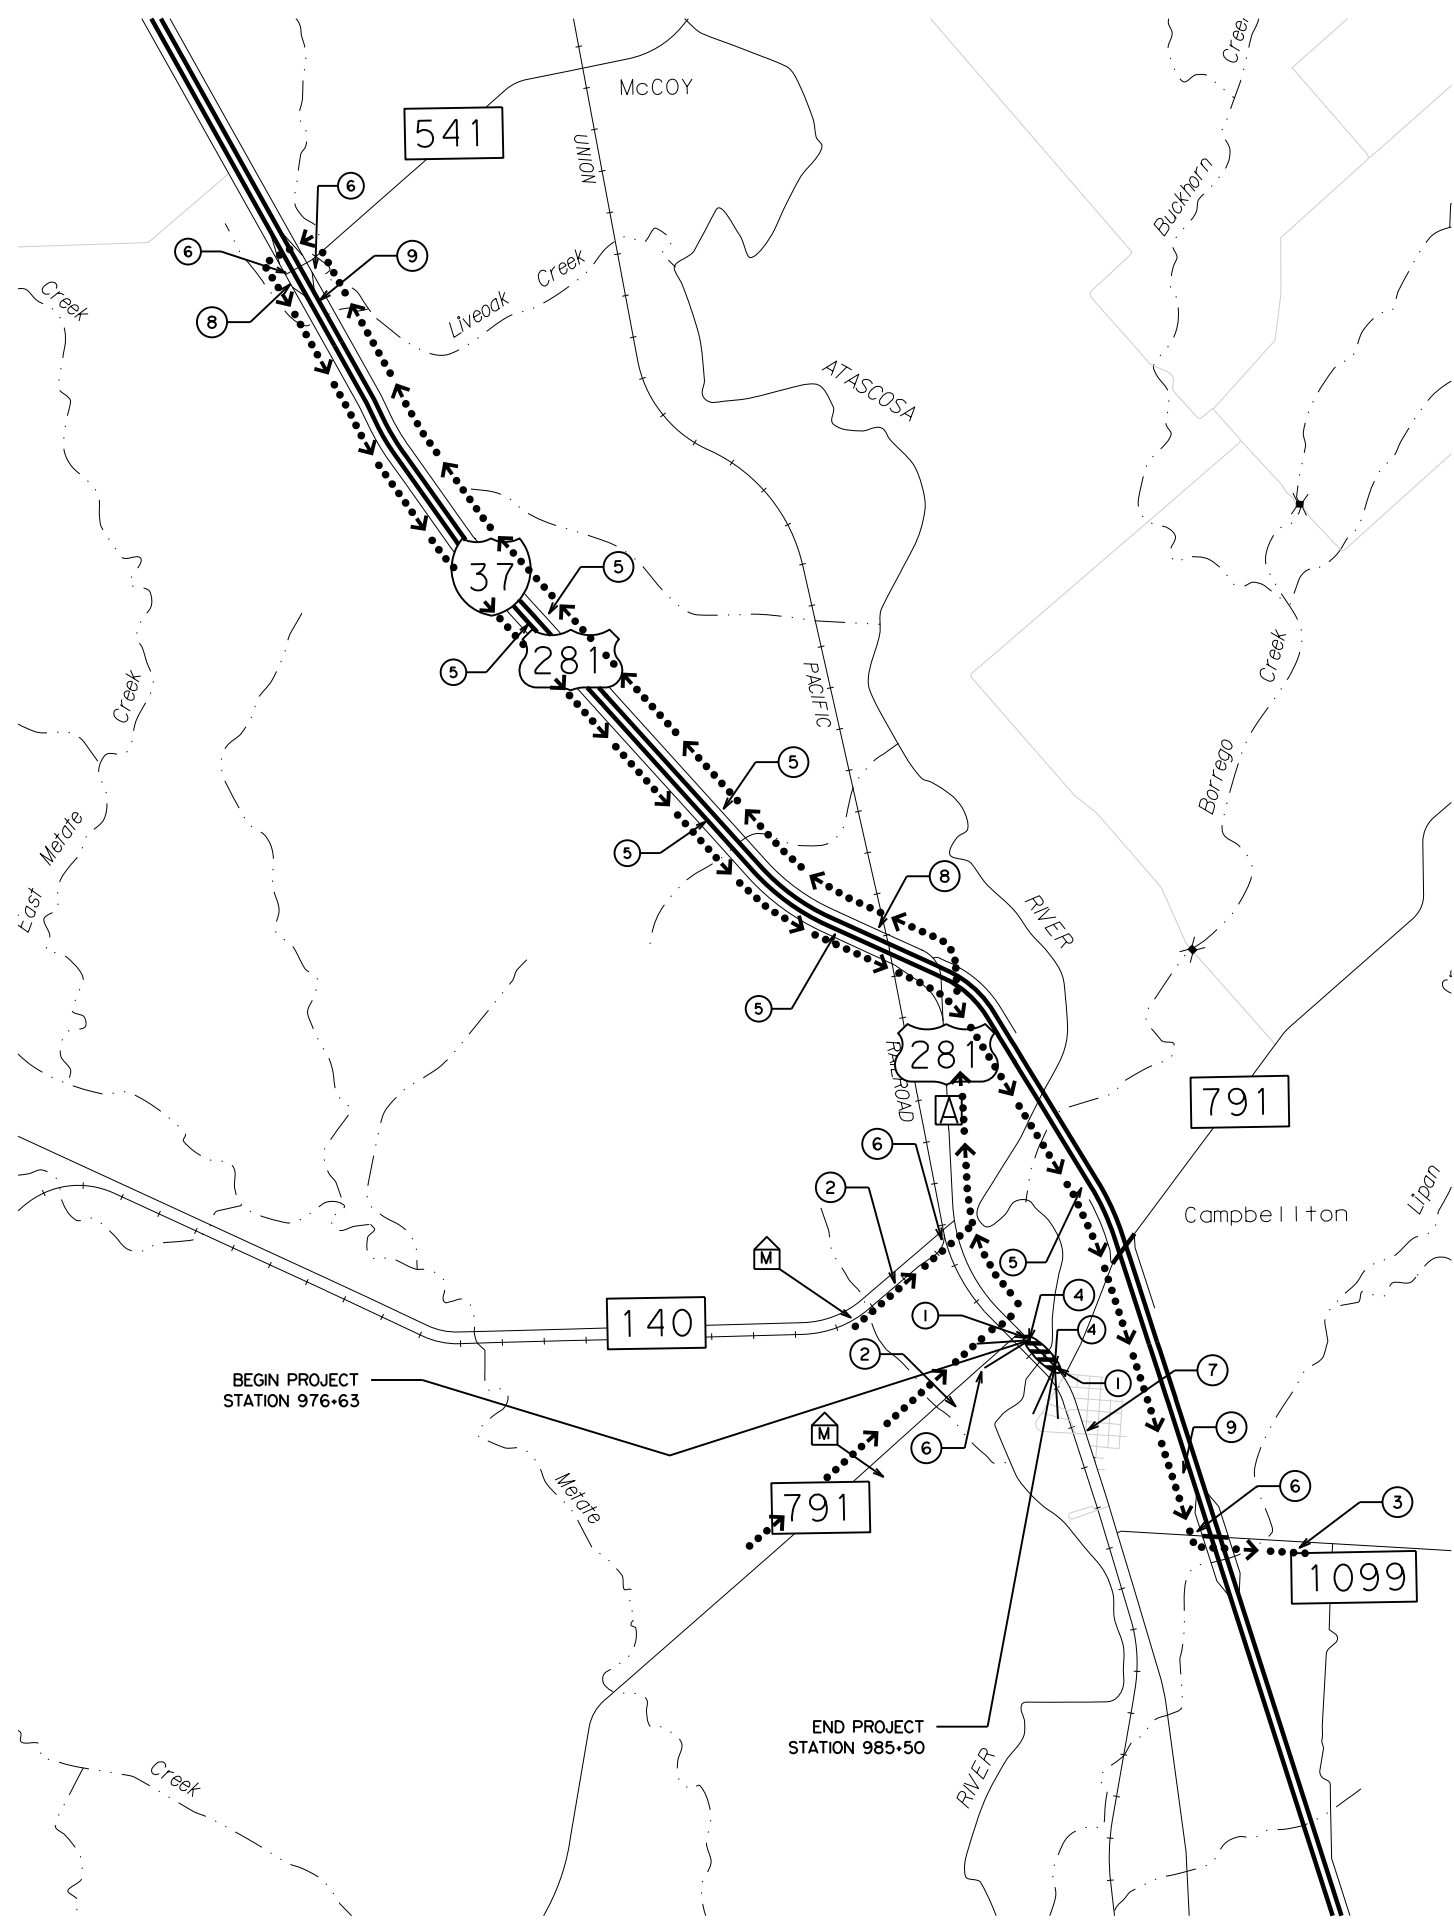 Creek
McCOY
541
UNION
Buckhorn
6
6
9
Liveoak Creek
8
Creek
ATASCOSA
37
5
281
5
Creek
PACIFIC
Creek
Borrego
5
East Metate
5
8
RIVER
5
281
RAILROAD
A
791
6
2
Lipan
Campbellton
M
5
140
1
4
4
2
BEGIN PROJECT
STATION 976+63
1
7
M
9
6
Metate
6
3
791
1099
END PROJECT
STATION 985+50
RIVER
Creek